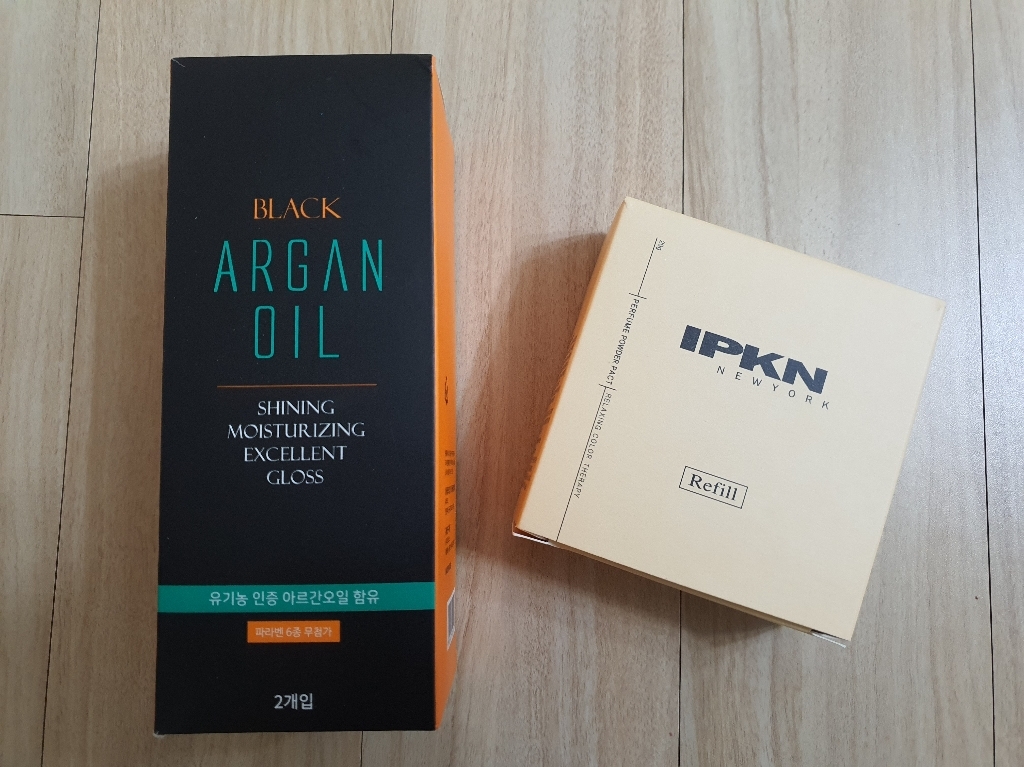 BLACK
ARGAN
OIL
SHINING
MOISTURIZING
EXCELLENT
GLOSS
유기농 인증 아르간오일 함유
파라벤 6종 무첨가
2개입
20g
PERFUME POWDER PACT
RELAXING COLOR THERAPY
IPKN
NEWYORK
Refill